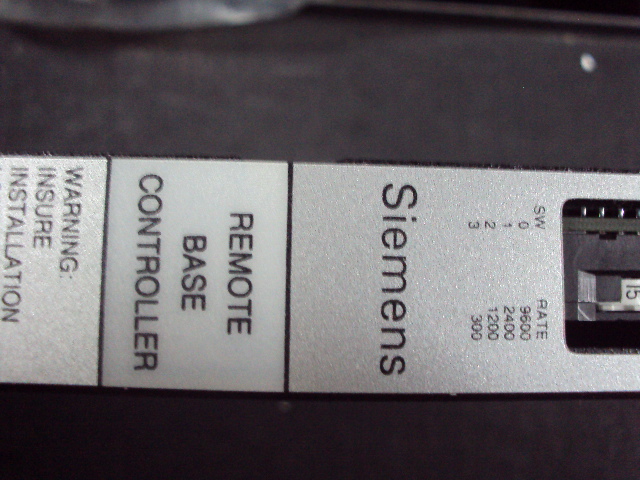 SW RATE
0 9600
1 2400
2 1200
3 300
Siemens
REMOTE
BASE
CONTROLLER
WARNING:
INSURE
INSTALLATION